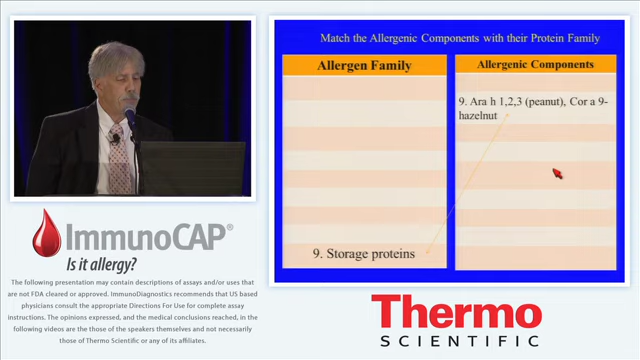 Match the Allergenic Components with their Protein Family
Allergen Family
Allergenic Components
9. Ara h 1,2,3 (peanut), Cor a 9-
hazelnut
9. Storage proteins
ImmunoCAP®
Is it allergy?
The following presentation may contain descriptions of assays and/or uses that
are not FDA cleared or approved. ImmunoDiagnostics recommends that US based
physicians consult the appropriate Directions For Use for complete assay
instructions. The opinions expressed, and the medical conclusions reached, in
the following videos are those of the speakers themselves and not necessarily
those of Thermo Scientific or any of its affiliates.
Thermo
SCIENTIFIC